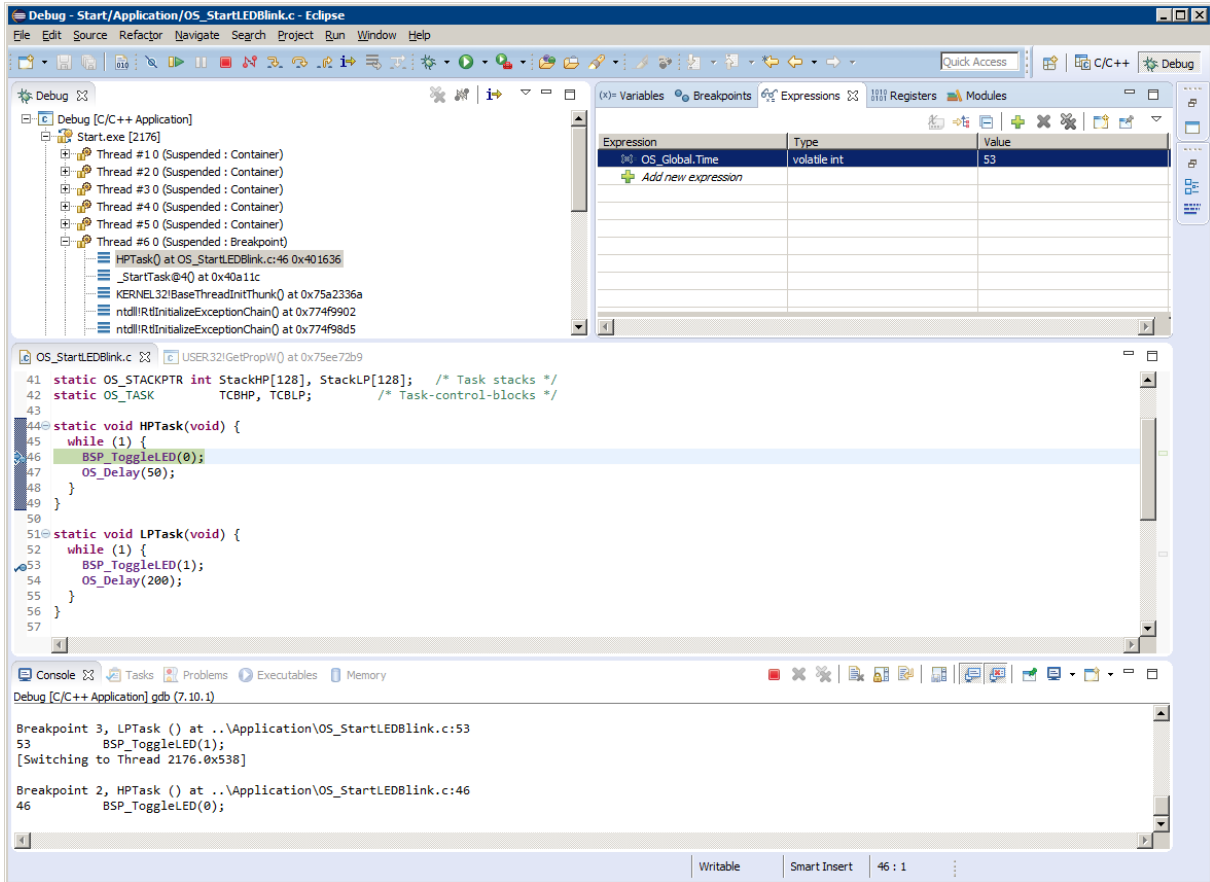 Debug - Start/Application/OS_StartLEDBlink.c - Eclipse
File Edit Source Refactor Navigate Search Project Run Window Help
Quick Access C/C++ Debug
Debug
Debug [C/C++ Application]
Start.exe [2176]
Thread #1 0 (Suspended : Container)
Thread #2 0 (Suspended : Container)
Thread #3 0 (Suspended : Container)
Thread #4 0 (Suspended : Container)
Thread #5 0 (Suspended : Container)
Thread #6 0 (Suspended : Breakpoint)
HPTask() at OS_StartLEDBlink.c:46 0x401636
_StartTask@4() at 0x40a11c
KERNEL32!BaseThreadInitThunk() at 0x75a2336a
ntdll!RtlInitializeExceptionChain() at 0x774f9902
ntdll!RtlInitializeExceptionChain() at 0x774f98d5
(x)= Variables Breakpoints Expressions Registers Modules
Expression Type Value
OS_Global.Time volatile int 53
Add new expression
OS_StartLEDBlink.c USER32!GetPropW() at 0x75ee72b9
41 static OS_STACKPTR int StackHP[128], StackLP[128]; /* Task stacks */
42 static OS_TASK TCBHP, TCBLP; /* Task-control-blocks */
43
44 static void HPTask(void) {
45 while (1) {
46 BSP_ToggleLED(0);
47 OS_Delay(50);
48 }
49 }
50
51 static void LPTask(void) {
52 while (1) {
53 BSP_ToggleLED(1);
54 OS_Delay(200);
55 }
56 }
57
Console Tasks Problems Executables Memory
Debug [C/C++ Application] gdb (7.10.1)
Breakpoint 3, LPTask () at ..\Application\OS_StartLEDBlink.c:53
53 BSP_ToggleLED(1);
[Switching to Thread 2176.0x538]
Breakpoint 2, HPTask () at ..\Application\OS_StartLEDBlink.c:46
46 BSP_ToggleLED(0);
Writable Smart Insert 46 : 1